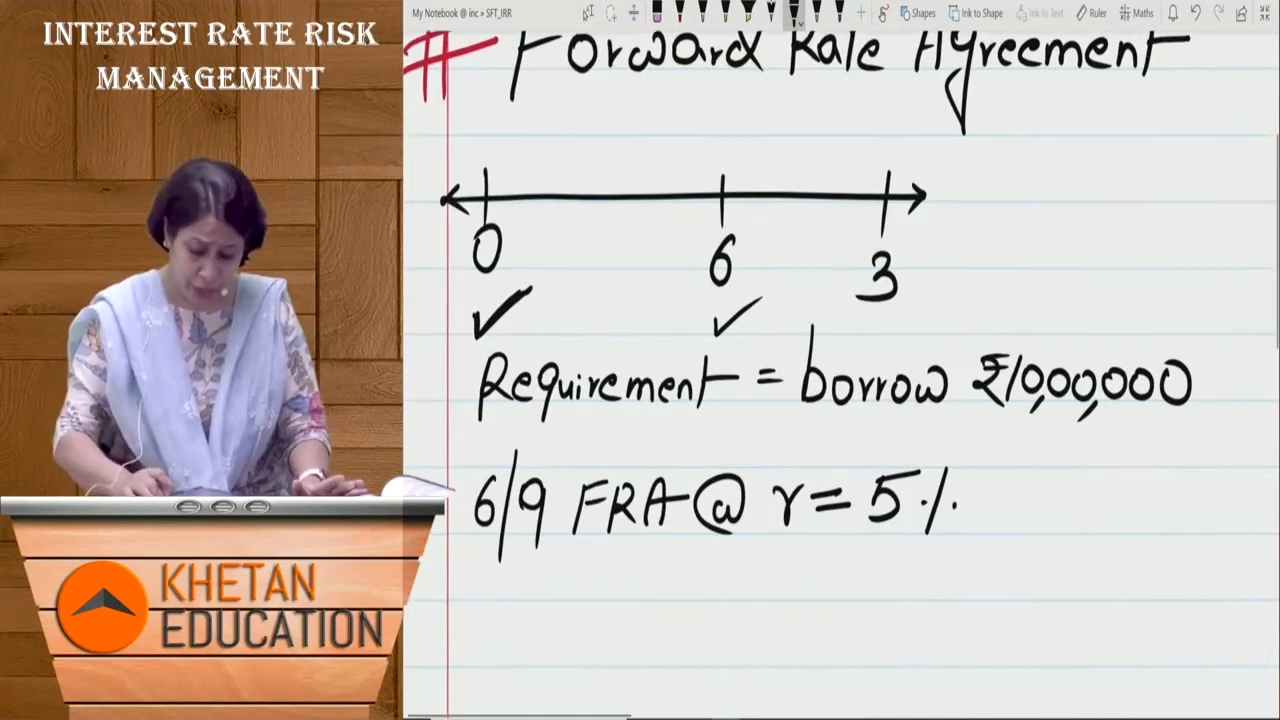 INTEREST RATE RISK
MANAGEMENT
My Notebook @ inc » SFT_IRR
Shapes
Ink to Shape
Ink to Text
Ruler
Maths
# Forward Rate Agreement
0 6 3
✓ ✓
Requirement = borrow ₹10,00,000
6/9 FRA @ r = 5 %
KHETAN
EDUCATION